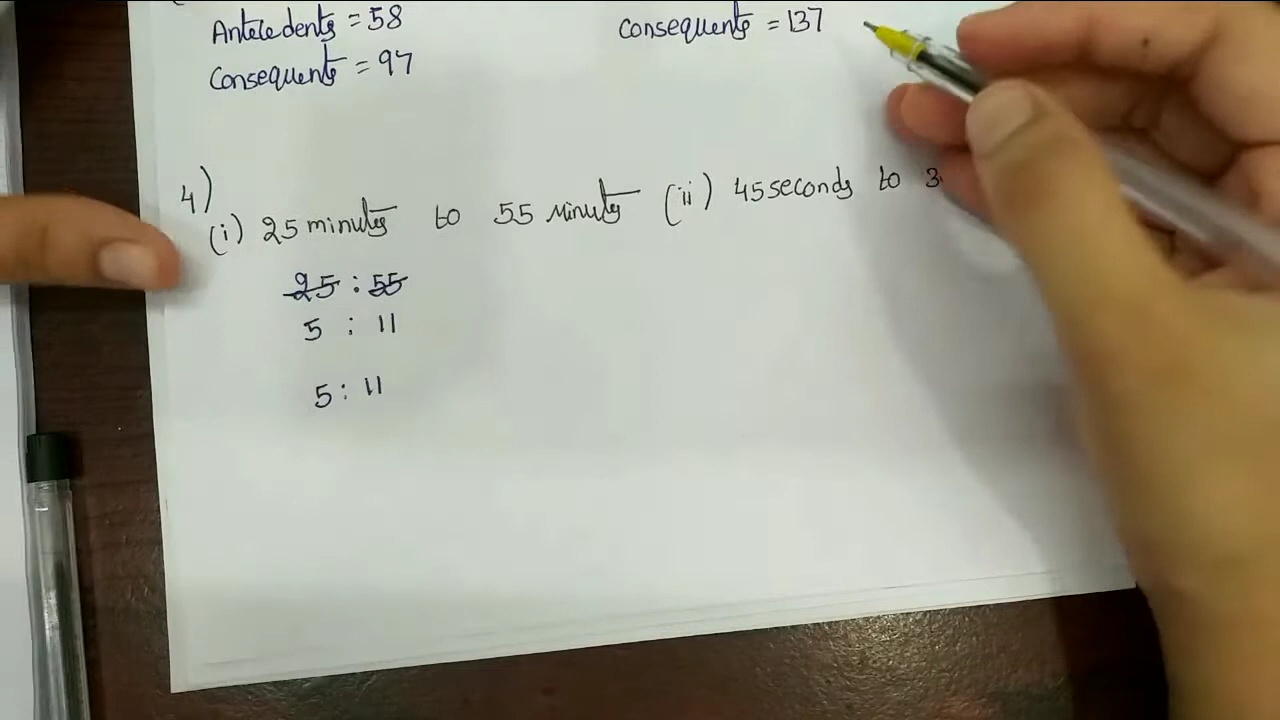 Antecedents = 58
Consequents = 97
Consequents = 137
4)
(i) 25 minutes to 55 minutes (ii) 45 seconds to 3
25 : 55
5 : 11
5 : 11